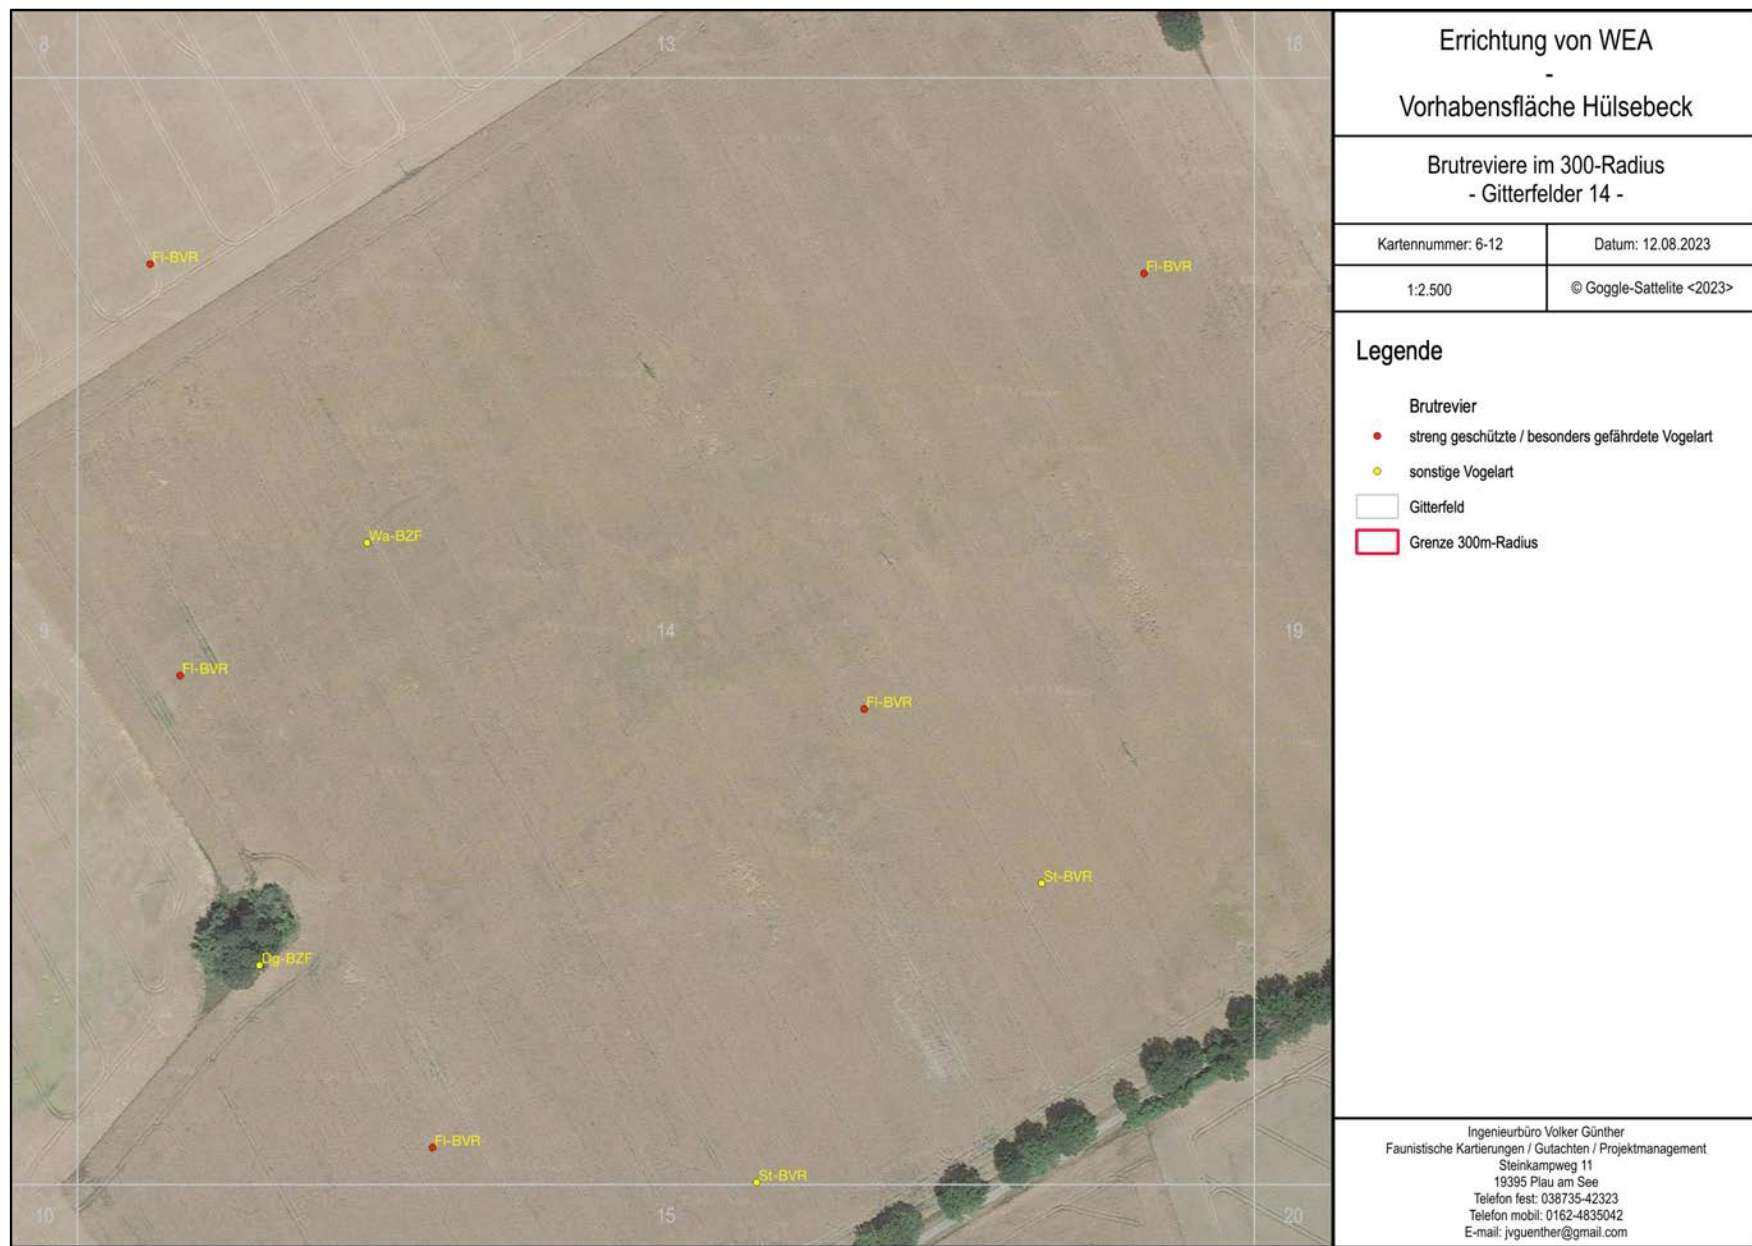 8
13
18
Fl-BVR
Fl-BVR
Wa-BZF
9
14
19
Fl-BVR
Fl-BVR
St-BVR
Dg-BZF
Fl-BVR
St-BVR
10
15
20
Errichtung von WEA
-
Vorhabensfläche Hülsebeck
Brutreviere im 300-Radius
- Gitterfelder 14 -
Kartennummer: 6-12
Datum: 12.08.2023
1:2.500
© Goggle-Sattelite <2023>
Legende
Brutrevier
streng geschützte / besonders gefährdete Vogelart
sonstige Vogelart
Gitterfeld
Grenze 300m-Radius
Ingenieurbüro Volker Günther
Faunistische Kartierungen / Gutachten / Projektmanagement
Steinkampweg 11
19395 Plau am See
Telefon fest: 038735-42323
Telefon mobil: 0162-4835042
E-mail: jvguenther@gmail.com